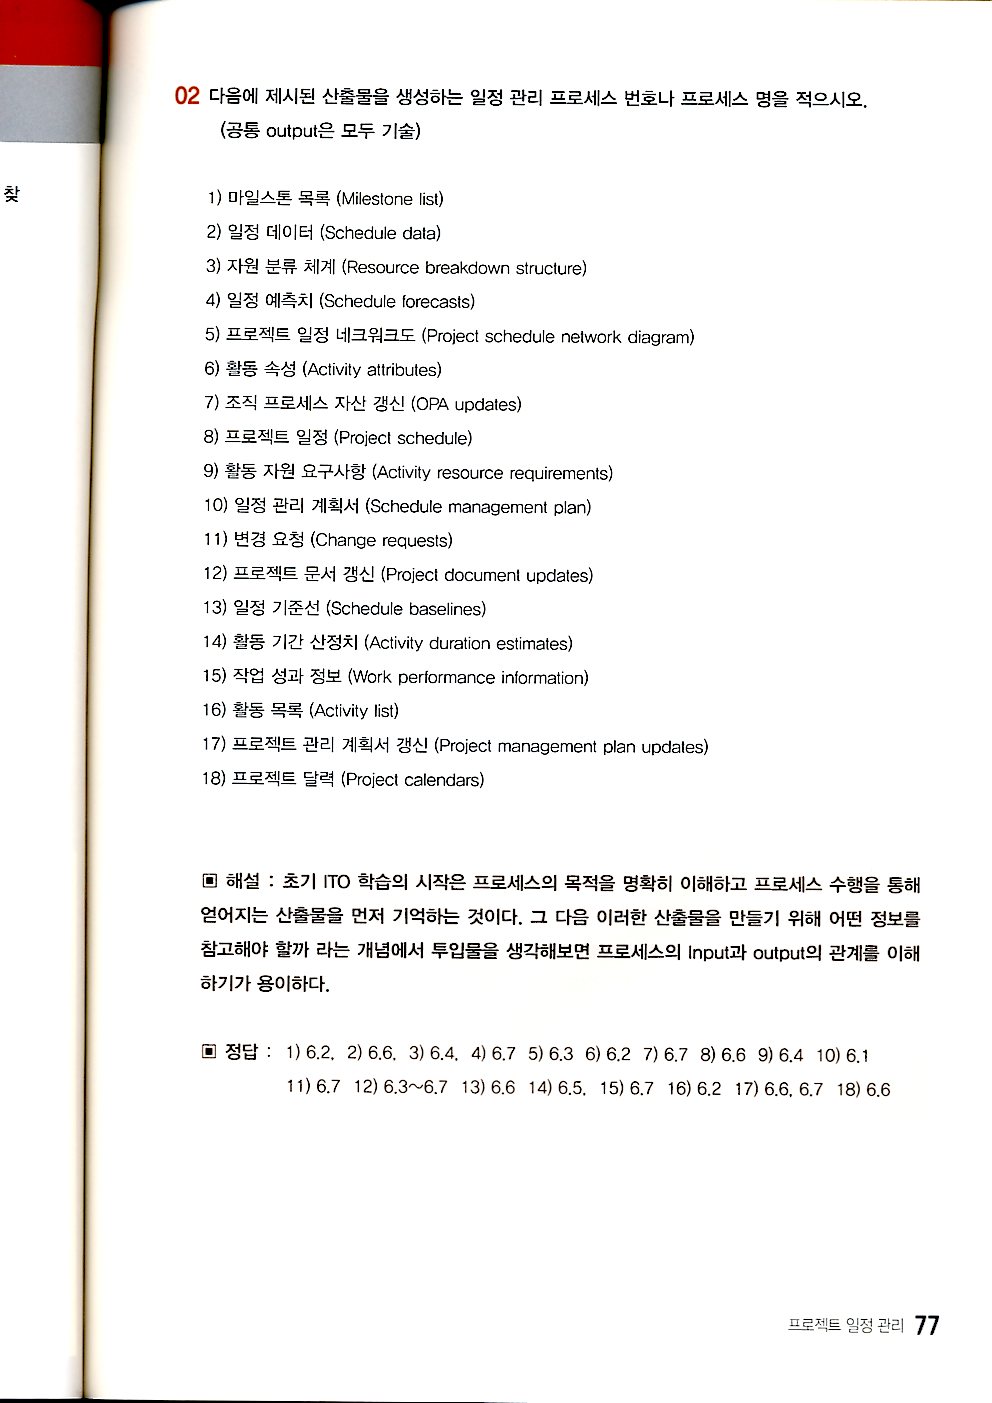 찾
02 다음에 제시된 산출물을 생성하는 일정 관리 프로세스 번호나 프로세스 명을 적으시오.
(공통 output은 모두 기술)
1) 마일스톤 목록 (Milestone list)
2) 일정 데이터 (Schedule data)
3) 자원 분류 체계 (Resource breakdown structure)
4) 일정 예측치 (Schedule forecasts)
5) 프로젝트 일정 네크워크도 (Project schedule network diagram)
6) 활동 속성 (Activity attributes)
7) 조직 프로세스 자산 갱신 (OPA updates)
8) 프로젝트 일정 (Project schedule)
9) 활동 자원 요구사항 (Activity resource requirements)
10) 일정 관리 계획서 (Schedule management plan)
11) 변경 요청 (Change requests)
12) 프로젝트 문서 갱신 (Project document updates)
13) 일정 기준선 (Schedule baselines)
14) 활동 기간 산정치 (Activity duration estimates)
15) 작업 성과 정보 (Work performance information)
16) 활동 목록 (Activity list)
17) 프로젝트 관리 계획서 갱신 (Project management plan updates)
18) 프로젝트 달력 (Project calendars)
▣ 해설 : 초기 ITO 학습의 시작은 프로세스의 목적을 명확히 이해하고 프로세스 수행을 통해
얻어지는 산출물을 먼저 기억하는 것이다. 그 다음 이러한 산출물을 만들기 위해 어떤 정보를
참고해야 할까 라는 개념에서 투입물을 생각해보면 프로세스의 Input과 output의 관계를 이해
하기가 용이하다.
▣ 정답 : 1) 6.2, 2) 6.6, 3) 6.4, 4) 6.7 5) 6.3 6) 6.2 7) 6.7 8) 6.6 9) 6.4 10) 6.1
11) 6.7 12) 6.3~6.7 13) 6.6 14) 6.5, 15) 6.7 16) 6.2 17) 6.6, 6.7 18) 6.6
프로젝트 일정 관리 77